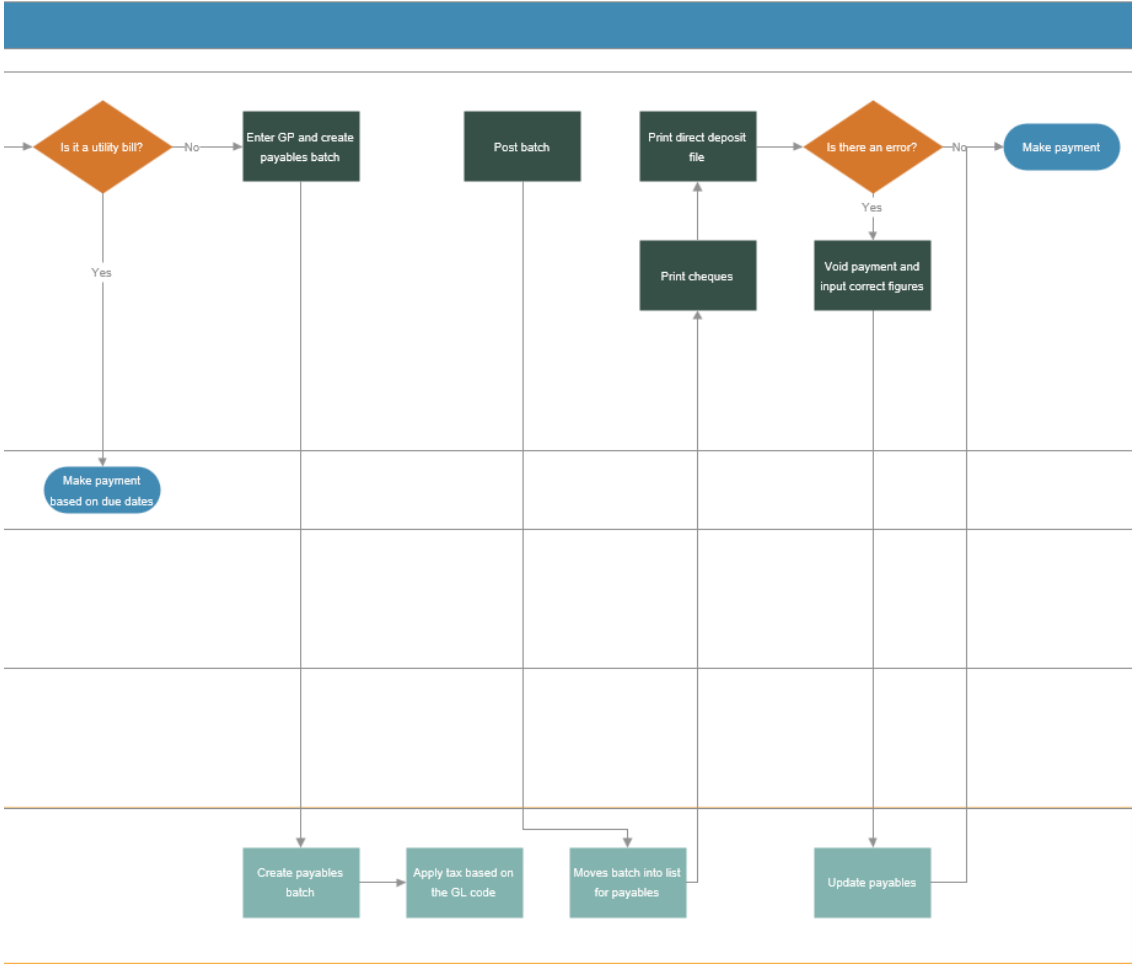 Is it a utility bill?
No
Enter GP and create
payables batch
Post batch
Print direct deposit
file
Is there an error?
No
Make payment
Yes
Yes
Print cheques
Void payment and
input correct figures
Make payment
based on due dates
Create payables
batch
Apply tax based on
the GL code
Moves batch into list
for payables
Update payables